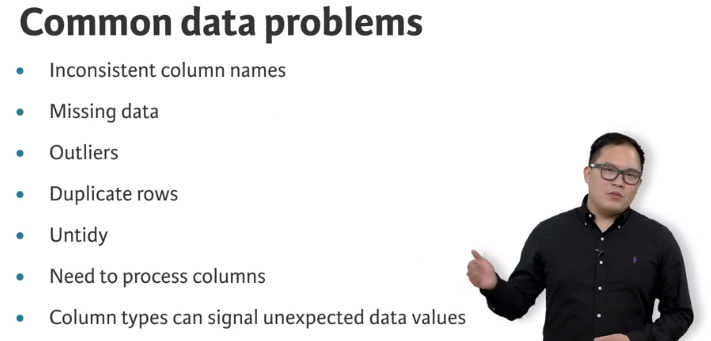 Common data problems
Inconsistent column names
Missing data
Outliers
Duplicate rows
Untidy
Need to process columns
Column types can signal unexpected data values